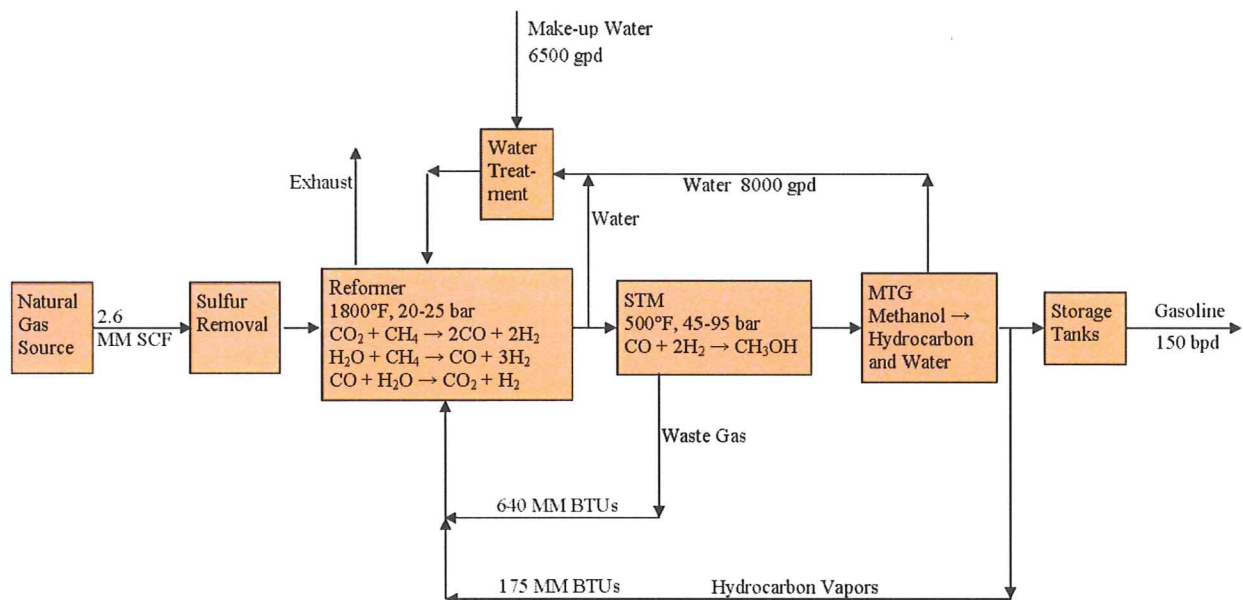 Make-up Water
6500 gpd
Water
Treat-
ment
Exhaust
Water 8000 gpd
Water
Natural
Gas
Source
2.6
MM SCF
Sulfur
Removal
Reformer
1800°F, 20-25 bar
CO₂ + CH₄ → 2CO + 2H₂
H₂O + CH₄ → CO + 3H₂
CO + H₂O → CO₂ + H₂
STM
500°F, 45-95 bar
CO + 2H₂ → CH₃OH
MTG
Methanol →
Hydrocarbon
and Water
Storage
Tanks
Gasoline
150 bpd
Waste Gas
640 MM BTUs
175 MM BTUs
Hydrocarbon Vapors